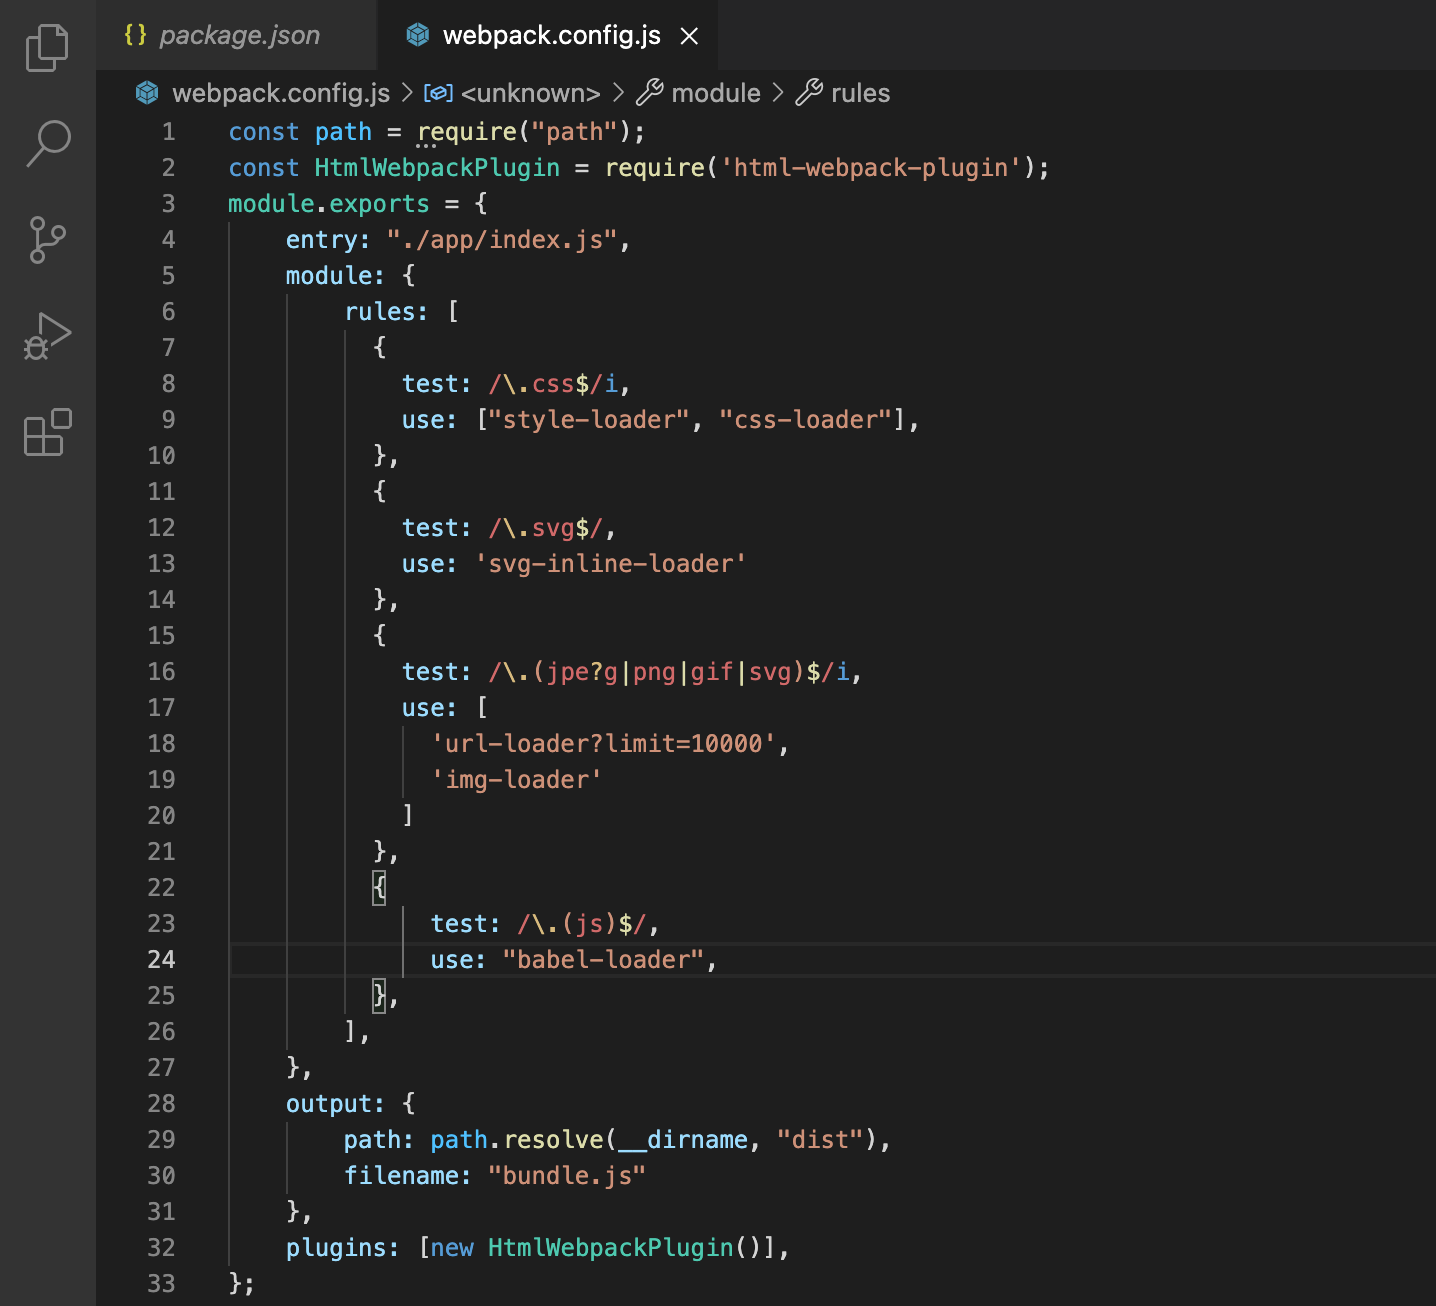 {} package.json webpack.config.js
webpack.config.js > <unknown> > module > rules
1 const path = require("path");
2 const HtmlWebpackPlugin = require('html-webpack-plugin');
3 module.exports = {
4 entry: "./app/index.js",
5 module: {
6 rules: [
7 {
8 test: /\.css$/i,
9 use: ["style-loader", "css-loader"],
10 },
11 {
12 test: /\.svg$/,
13 use: 'svg-inline-loader'
14 },
15 {
16 test: /\.(jpe?g|png|gif|svg)$/i,
17 use: [
18 'url-loader?limit=10000',
19 'img-loader'
20 ]
21 },
22 {
23 test: /\.(js)$/,
24 use: "babel-loader",
25 },
26 ],
27 },
28 output: {
29 path: path.resolve(__dirname, "dist"),
30 filename: "bundle.js"
31 },
32 plugins: [new HtmlWebpackPlugin()],
33 };